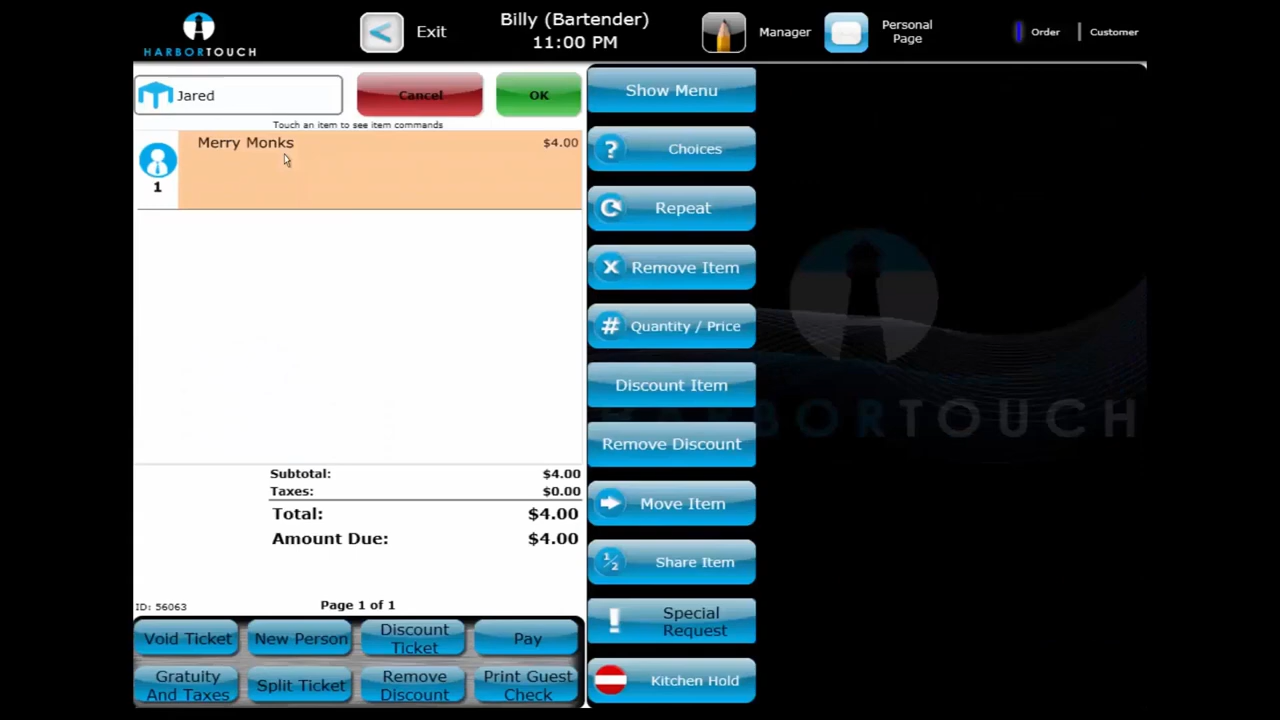 HARBORTOUCH
Exit
Billy (Bartender)
11:00 PM
Manager
Personal
Page
Order
Customer
Jared
Cancel
OK
Touch an item to see item commands
Merry Monks $4.00
1
Subtotal: $4.00
Taxes: $0.00
Total: $4.00
Amount Due: $4.00
ID: 56063
Page 1 of 1
Void Ticket
New Person
Discount
Ticket
Pay
Gratuity
And Taxes
Split Ticket
Remove
Discount
Print Guest
Check
Show Menu
? Choices
Repeat
X Remove Item
# Quantity / Price
Discount Item
Remove Discount
Move Item
1/2 Share Item
! Special
Request
Kitchen Hold
HARBORTOUCH